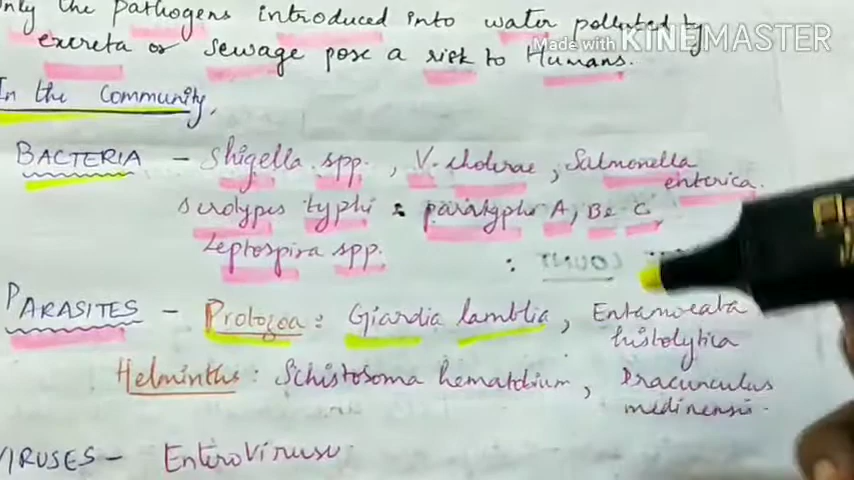 Only the pathogens introduced into water polluted by
Made with KINEMASTER
excreta or sewage pose a risk to Humans.
In the Community,
BACTERIA - Shigella spp., V. cholerae, Salmonella
enterica.
serotypes typhi : paratyphi A, B & C,
Leptospira spp.
PARASITES - Protozoa : Giardia lamblia, Entamoeata
histolytica
Helminths : Schistosoma hematobium, Dracunculus
medinensis.
VIRUSES - Enteroviruses